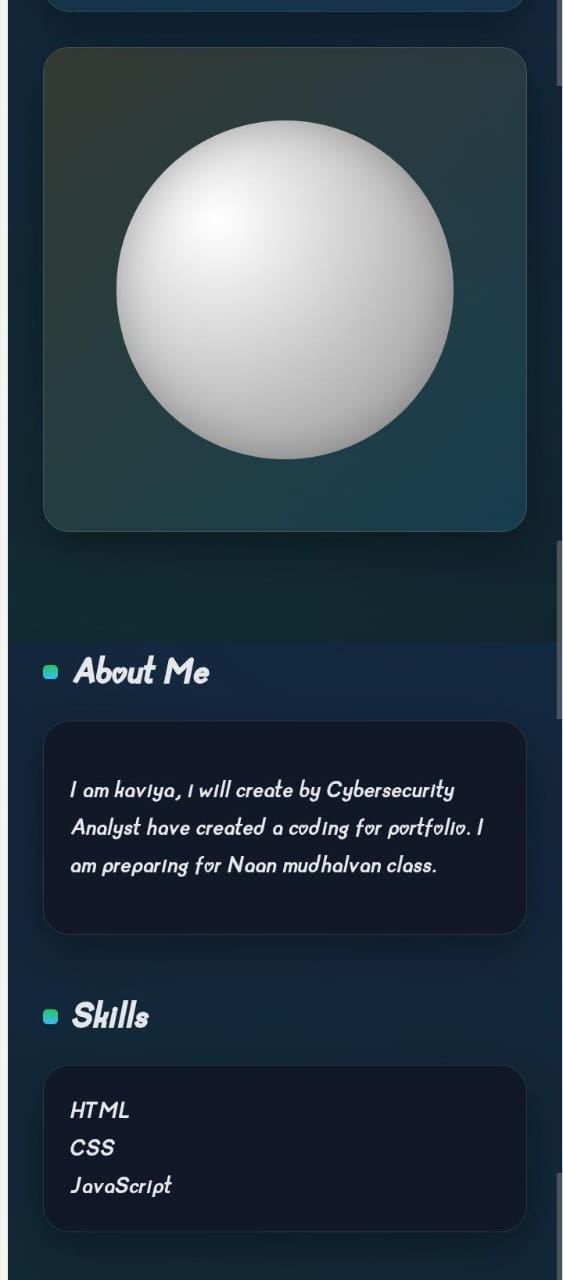 About Me
I am kaviya, i will create by Cybersecurity
Analyst have created a coding for portfolio. I
am preparing for Naan mudhalvan class.
Skills
HTML
CSS
JavaScript